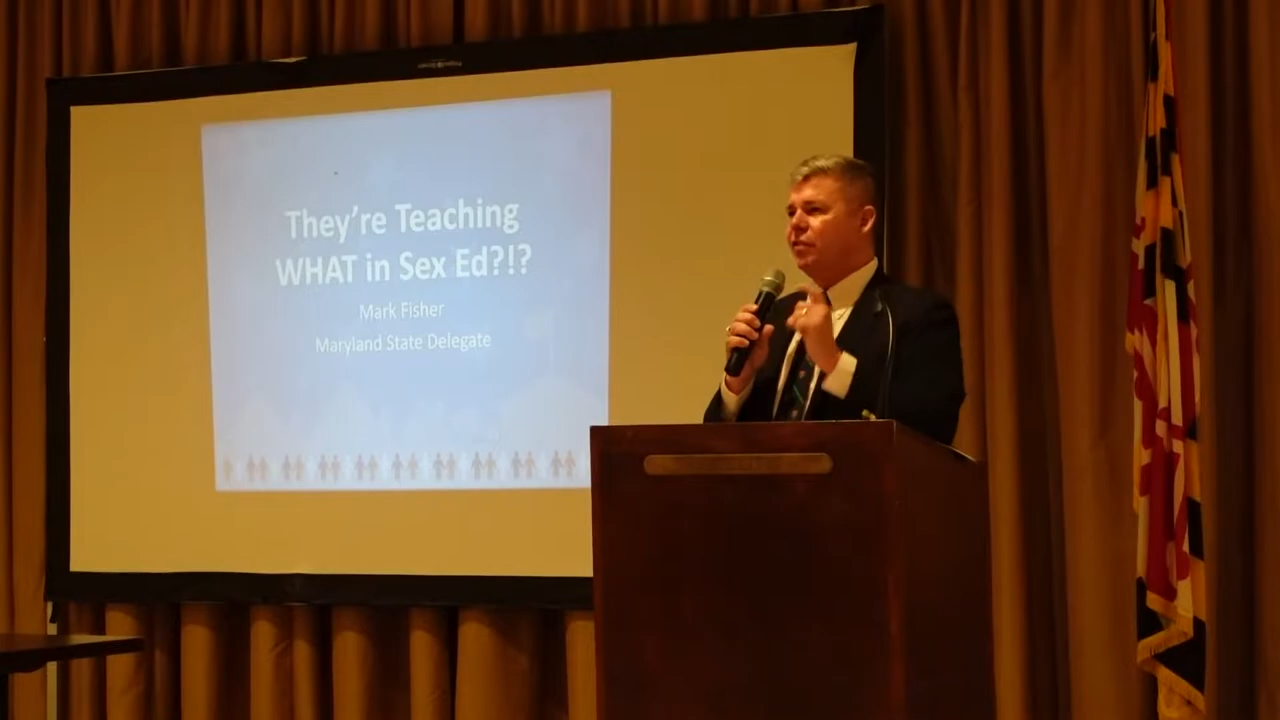 They're Teaching
WHAT in Sex Ed?!?
Mark Fisher
Maryland State Delegate